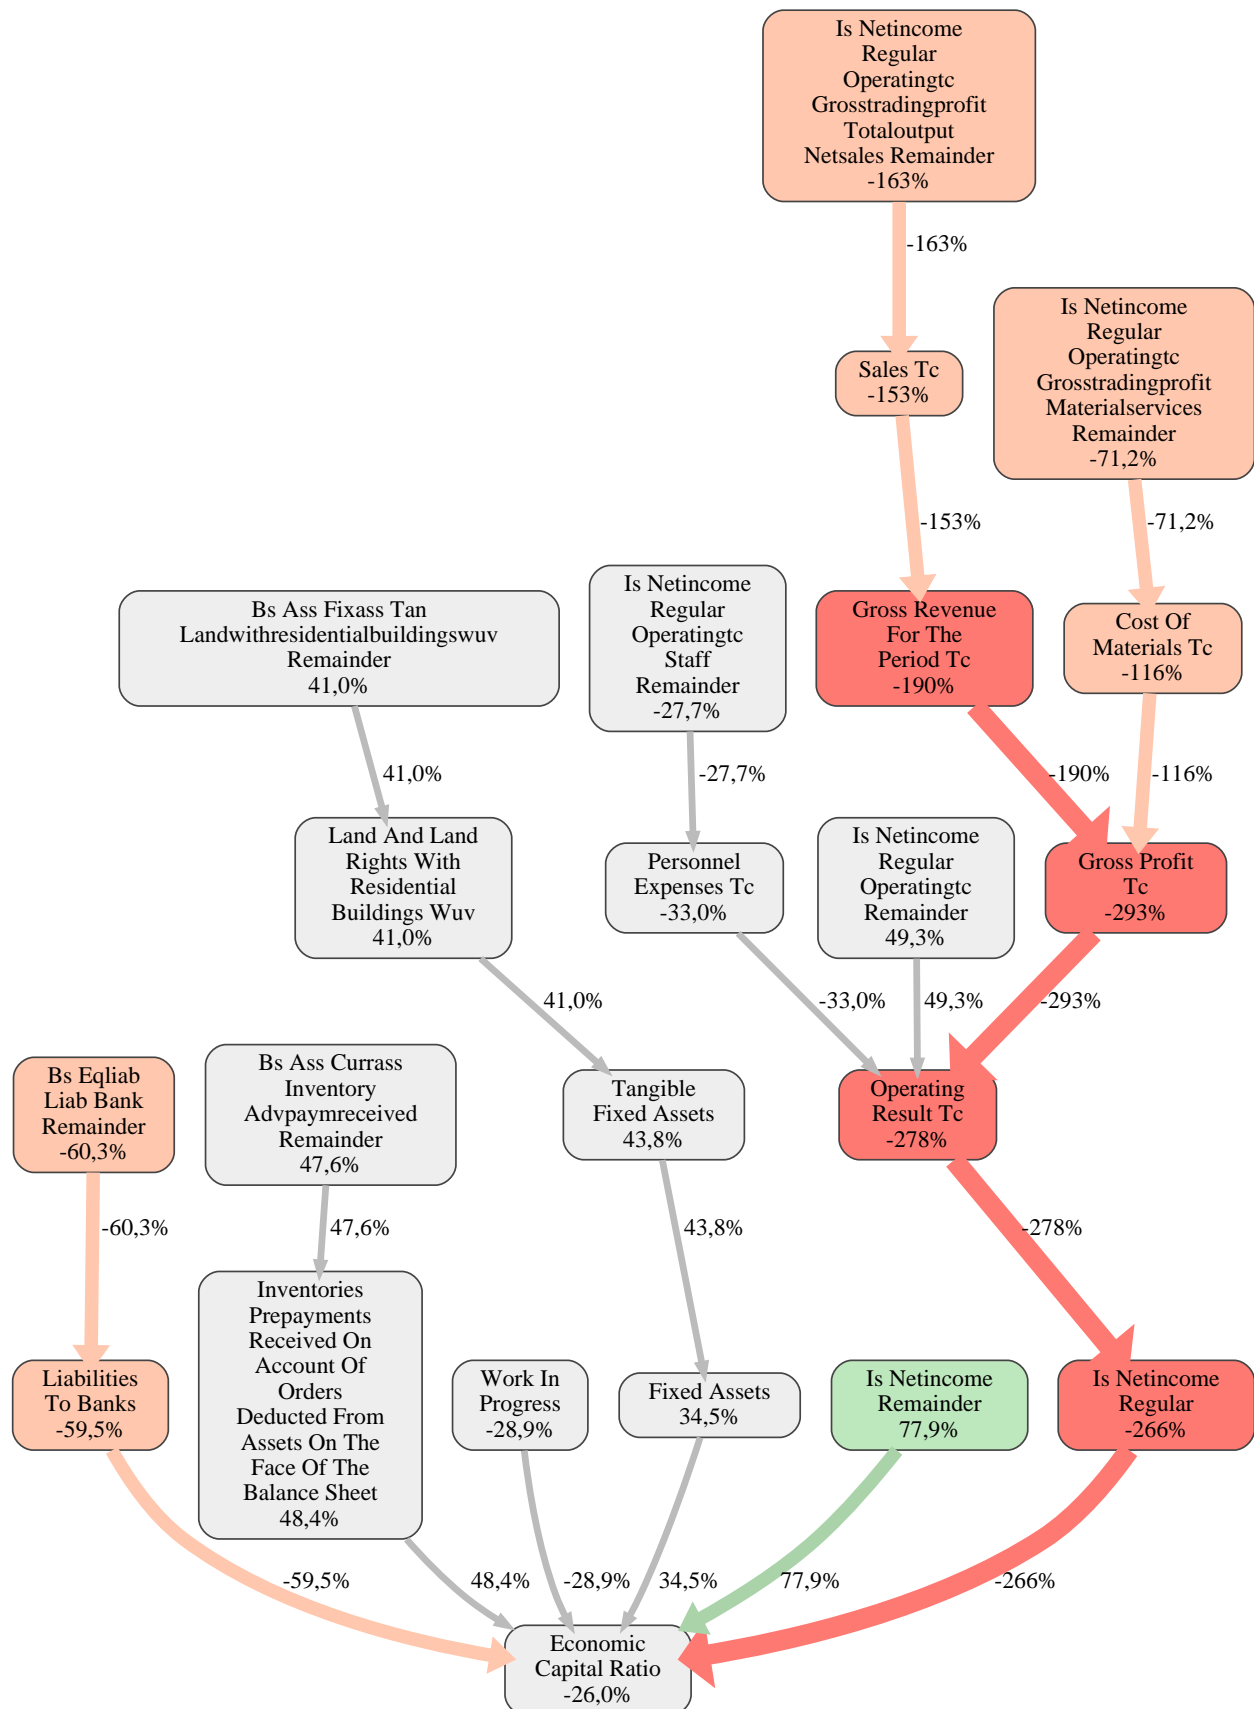 Is Netincome
Regular
Operatingtc
Grosstradingprofit
Totaloutput
Netsales Remainder
-163%
-163%
Is Netincome
Regular
Operatingtc
Grosstradingprofit
Materialservices
Remainder
-71,2%
Sales Tc
-153%
-153%
-71,2%
Bs Ass Fixass Tan
Landwithresidentialbuildingswuv
Remainder
41,0%
Is Netincome
Regular
Operatingtc
Staff
Remainder
-27,7%
Gross Revenue
For The
Period Tc
-190%
Cost Of
Materials Tc
-116%
41,0%
-27,7%
-190%
-116%
Land And Land
Rights With
Residential
Buildings Wuv
41,0%
Personnel
Expenses Tc
-33,0%
Is Netincome
Regular
Operatingtc
Remainder
49,3%
Gross Profit
Tc
-293%
41,0%
-33,0%
49,3%
-293%
Bs Eqliab
Liab Bank
Remainder
-60,3%
Bs Ass Currass
Inventory
Advpaymreceived
Remainder
47,6%
Tangible
Fixed Assets
43,8%
Operating
Result Tc
-278%
-60,3%
47,6%
43,8%
-278%
Liabilities
To Banks
-59,5%
Inventories
Prepayments
Received On
Account Of
Orders
Deducted From
Assets On The
Face Of The
Balance Sheet
48,4%
Work In
Progress
-28,9%
Fixed Assets
34,5%
Is Netincome
Remainder
77,9%
Is Netincome
Regular
-266%
-59,5%
48,4%
-28,9%
34,5%
77,9%
-266%
Economic
Capital Ratio
-26,0%